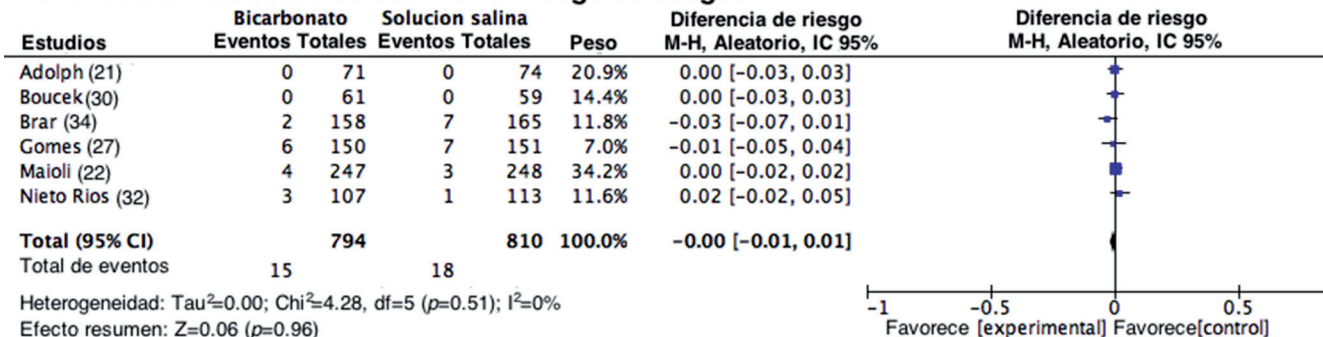 Bicarbonato Solucion salina Diferencia de riesgo Diferencia de riesgo
Estudios Eventos Totales Eventos Totales Peso M-H, Aleatorio, IC 95% M-H, Aleatorio, IC 95%
Adolph (21) 0 71 0 74 20.9% 0.00 [-0.03, 0.03]
Boucek(30) 0 61 0 59 14.4% 0.00 [-0.03, 0.03]
Brar (34) 2 158 7 165 11.8% -0.03 [-0.07, 0.01]
Gomes (27) 6 150 7 151 7.0% -0.01 [-0.05, 0.04]
Maioli (22) 4 247 3 248 34.2% 0.00 [-0.02, 0.02]
Nieto Rios (32) 3 107 1 113 11.6% 0.02 [-0.02, 0.05]
Total (95% CI) 794 810 100.0% -0.00 [-0.01, 0.01]
Total de eventos 15 18
Heterogeneidad: Tau²=0.00; Chi²=4.28, df=5 (p=0.51); I²=0%
Efecto resumen: Z=0.06 (p=0.96)
-1 -0.5 0 0.5
Favorece [experimental] Favorece[control]